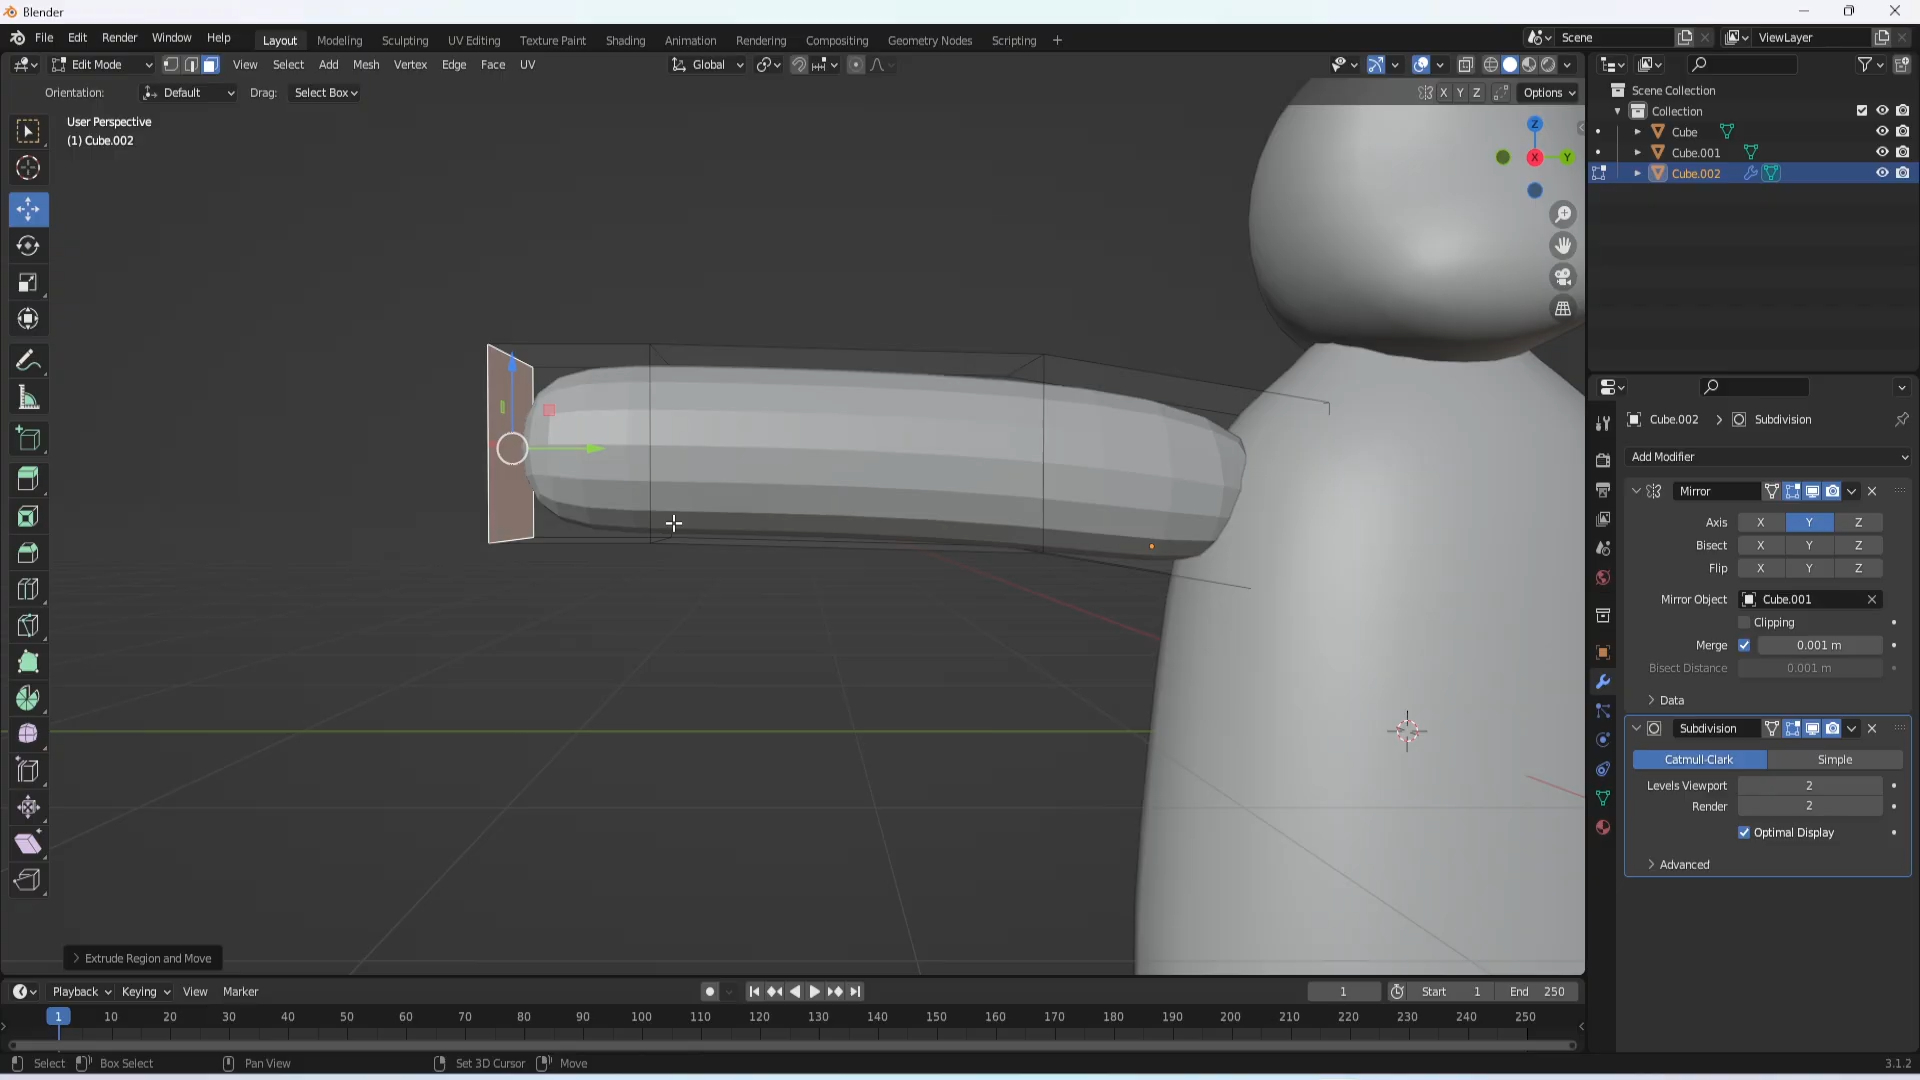 Blender
File Edit Render Window Help Layout Modeling Sculpting UV Editing Texture Paint Shading Animation Rendering Compositing Geometry Nodes Scripting + Scene ViewLayer
Edit Mode View Select Add Mesh Vertex Edge Face UV Global
Orientation: Default Drag: Select Box X Y Z Options
User Perspective
(1) Cube.002
Z
X
Y
Scene Collection
Collection
Cube
Cube.001
Cube.002
Cube.002 > Subdivision
Add Modifier
Mirror
Axis X Y Z
Bisect X Y Z
Flip X Y Z
Mirror Object Cube.001
Clipping
Merge 0.001 m
Bisect Distance 0.001 m
Data
Subdivision
Catmull-Clark Simple
Levels Viewport 2
Render 2
Optimal Display
Advanced
Extrude Region and Move
Playback Keying View Marker 1 Start 1 End 250
1 10 20 30 40 50 60 70 80 90 100 110 120 130 140 150 160 170 180 190 200 210 220 230 240 250
Select Box Select Pan View Set 3D Cursor Move 3.1.2